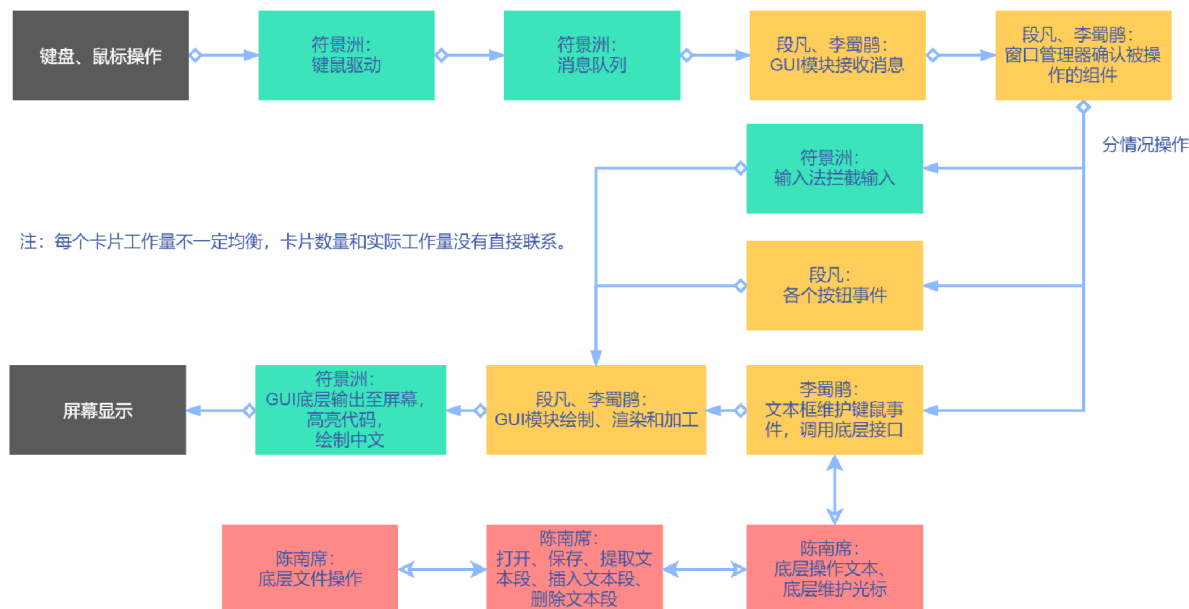 键盘、鼠标操作
符景洲：
键鼠驱动
符景洲：
消息队列
段凡、李蜀鹃：
GUI模块接收消息
段凡、李蜀鹃：
窗口管理器确认被操
作的组件
分情况操作
符景洲：
输入法拦截输入
注：每个卡片工作量不一定均衡，卡片数量和实际工作量没有直接联系。
段凡：
各个按钮事件
屏幕显示
符景洲：
GUI底层输出至屏幕，
高亮代码，
绘制中文
段凡、李蜀鹃：
GUI模块绘制、渲染和加工
李蜀鹃：
文本框维护键鼠事
件，调用底层接口
陈南席：
底层文件操作
陈南席：
打开、保存、提取文
本段、插入文本段、
删除文本段
陈南席：
底层操作文本、
底层维护光标